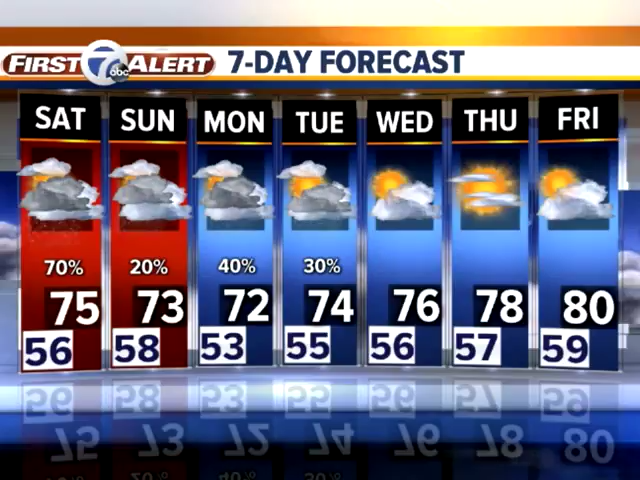 FIRST 7 abc ALERT 7-DAY FORECAST
SAT SUN MON TUE WED THU FRI
70% 20% 40% 30%
75 73 72 74 76 78 80
56 58 53 55 56 57 59